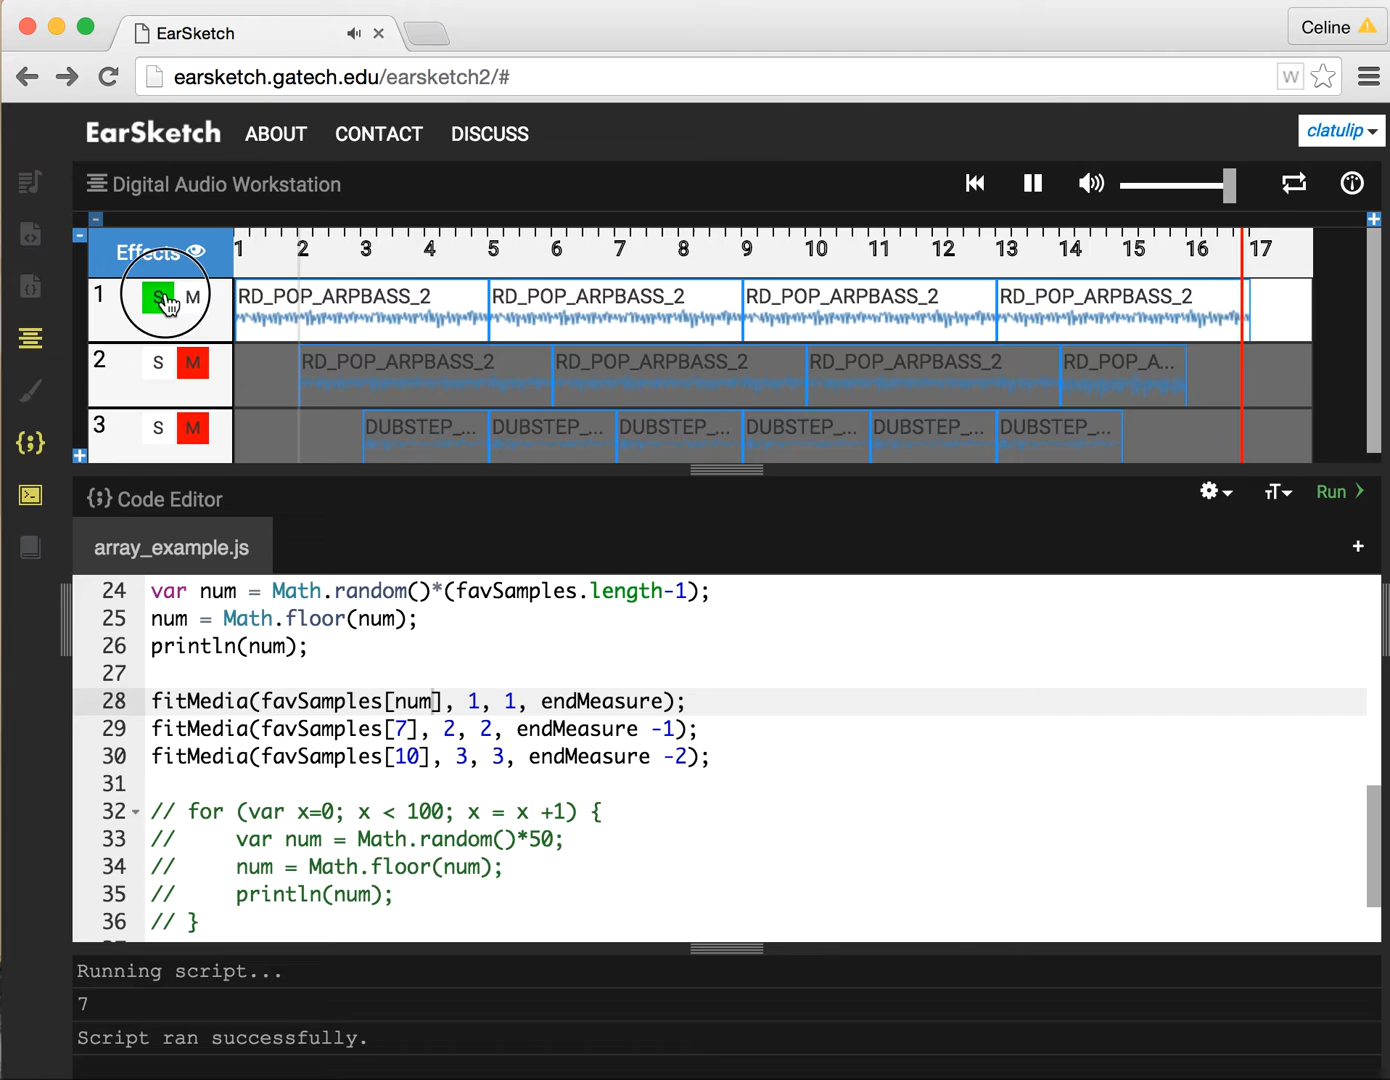 EarSketch
Celine
earsketch.gatech.edu/earsketch2/#
W
EarSketch ABOUT CONTACT DISCUSS
clatulip
Digital Audio Workstation
Effects
1 2 3 4 5 6 7 8 9 10 11 12 13 14 15 16 17
1 S M RD_POP_ARPBASS_2 RD_POP_ARPBASS_2 RD_POP_ARPBASS_2 RD_POP_ARPBASS_2
2 S M RD_POP_ARPBASS_2 RD_POP_ARPBASS_2 RD_POP_ARPBASS_2 RD_POP_A...
3 S M DUBSTEP_... DUBSTEP_... DUBSTEP_... DUBSTEP_... DUBSTEP_... DUBSTEP_...
{;} Code Editor
Run
array_example.js
24 var num = Math.random()*(favSamples.length-1);
25 num = Math.floor(num);
26 println(num);
27
28 fitMedia(favSamples[num], 1, 1, endMeasure);
29 fitMedia(favSamples[7], 2, 2, endMeasure -1);
30 fitMedia(favSamples[10], 3, 3, endMeasure -2);
31
32 // for (var x=0; x < 100; x = x +1) {
33 //     var num = Math.random()*50;
34 //     num = Math.floor(num);
35 //     println(num);
36 // }
Running script...
7
Script ran successfully.